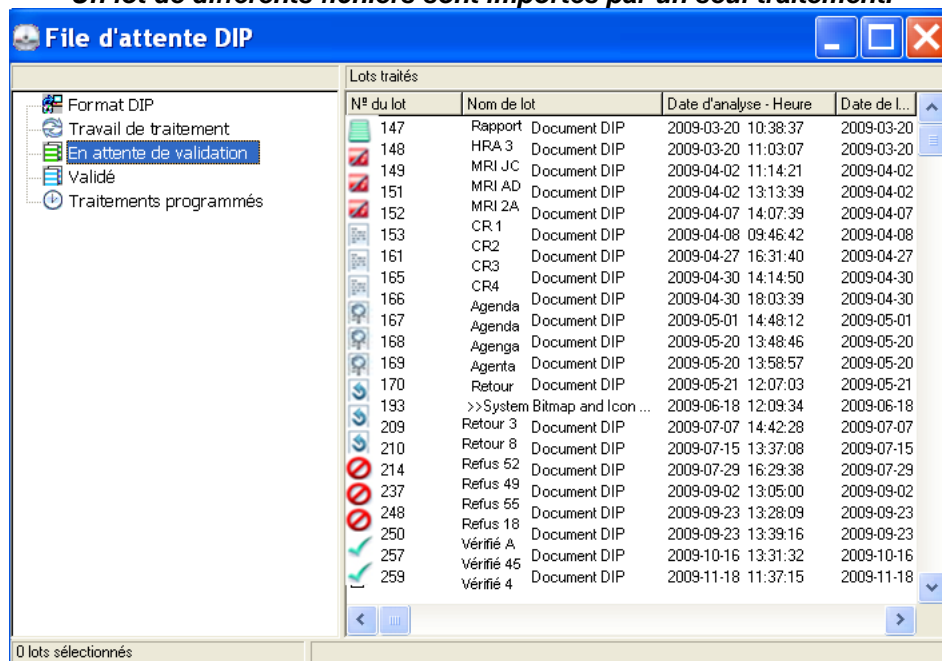 Un lot de différents fichiers sont importés par un seul traitement.
File d'attente DIP
Lots traités
Format DIP
Travail de traitement
En attente de validation
Validé
Traitements programmés
Nº du lot Nom de lot Date d'analyse - Heure Date de l...
147 Rapport Document DIP 2009-03-20 10:38:37 2009-03-20
148 HRA 3 Document DIP 2009-03-20 11:03:07 2009-03-20
149 MRI JC Document DIP 2009-04-02 11:14:21 2009-04-02
151 MRI AD Document DIP 2009-04-02 13:13:39 2009-04-02
152 MRI 2A Document DIP 2009-04-07 14:07:39 2009-04-07
153 CR 1 Document DIP 2009-04-08 09:46:42 2009-04-08
161 CR2 Document DIP 2009-04-27 16:31:40 2009-04-27
CR3
165 CR4 Document DIP 2009-04-30 14:14:50 2009-04-30
166 Agenda Document DIP 2009-04-30 18:03:39 2009-04-30
167 Agenda Document DIP 2009-05-01 14:48:12 2009-05-01
168 Agenga Document DIP 2009-05-20 13:48:46 2009-05-20
169 Agenta Document DIP 2009-05-20 13:58:57 2009-05-20
170 Retour Document DIP 2009-05-21 12:07:03 2009-05-21
193 >>System Bitmap and Icon ... 2009-06-18 12:09:34 2009-06-18
209 Retour 3 Document DIP 2009-07-07 14:42:28 2009-07-07
210 Retour 8 Document DIP 2009-07-15 13:37:08 2009-07-15
214 Refus 52 Document DIP 2009-07-29 16:29:38 2009-07-29
237 Refus 49 Document DIP 2009-09-02 13:05:00 2009-09-02
248 Refus 55 Document DIP 2009-09-23 13:28:09 2009-09-23
250 Refus 18 Document DIP 2009-09-23 13:39:16 2009-09-23
Vérifié A
257 Vérifié 45 Document DIP 2009-10-16 13:31:32 2009-10-16
259 Vérifié 4 Document DIP 2009-11-18 11:37:15 2009-11-18
0 lots sélectionnés